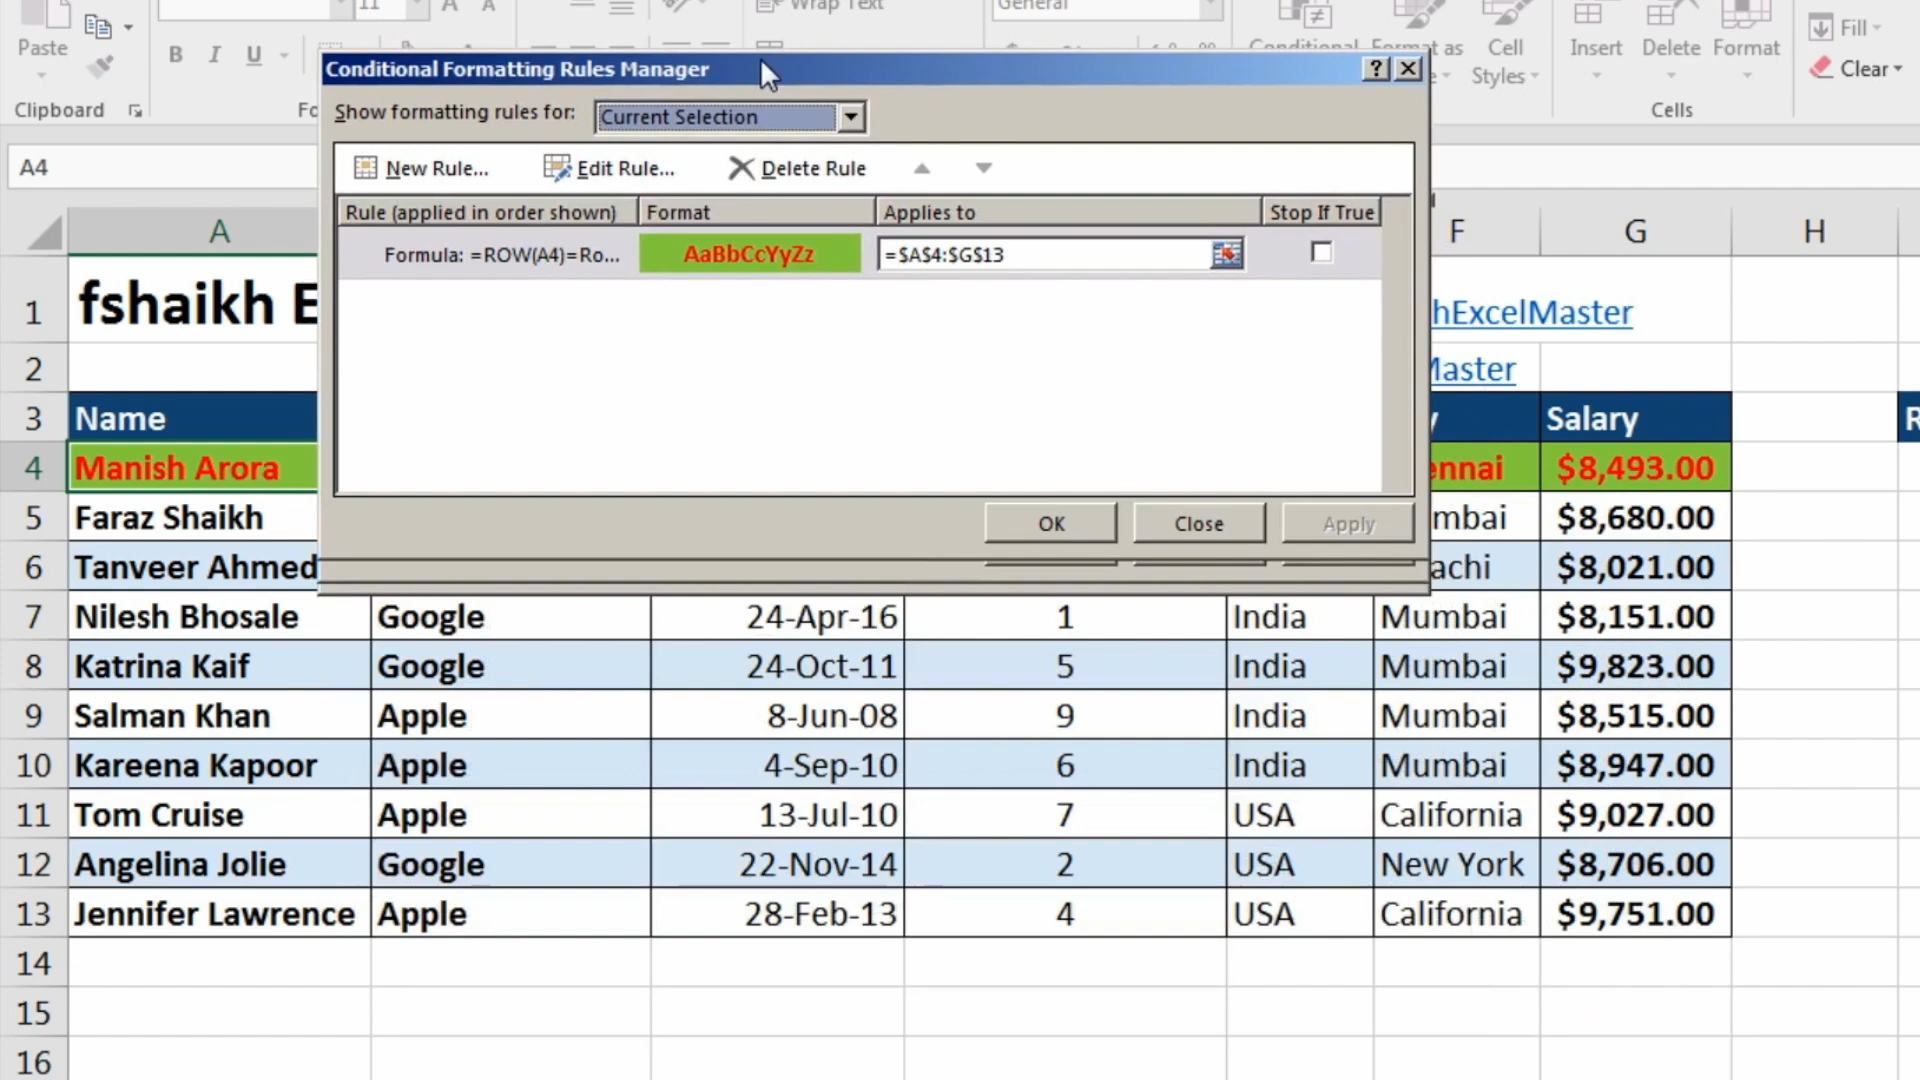 11
Wrap Text
General
Paste
B I U
Cell
Styles
Insert
Delete
Format
Fill
Clear
Clipboard
Cells
Conditional Formatting Rules Manager
Show formatting rules for:
Current Selection
A4
New Rule...
Edit Rule...
Delete Rule
Rule (applied in order shown)
Format
Applies to
Stop If True
Formula: =ROW(A4)=Ro...
AaBbCcYyZz
=$A$4:$G$13
OK
Close
Apply
A
F
G
H
1
fshaikh E
hExcelMaster
2
Master
3 Name Salary
4 Manish Arora ennai $8,493.00
5 Faraz Shaikh mbai $8,680.00
6 Tanveer Ahmed achi $8,021.00
7 Nilesh Bhosale Google 24-Apr-16 1 India Mumbai $8,151.00
8 Katrina Kaif Google 24-Oct-11 5 India Mumbai $9,823.00
9 Salman Khan Apple 8-Jun-08 9 India Mumbai $8,515.00
10 Kareena Kapoor Apple 4-Sep-10 6 India Mumbai $8,947.00
11 Tom Cruise Apple 13-Jul-10 7 USA California $9,027.00
12 Angelina Jolie Google 22-Nov-14 2 USA New York $8,706.00
13 Jennifer Lawrence Apple 28-Feb-13 4 USA California $9,751.00
14
15
16